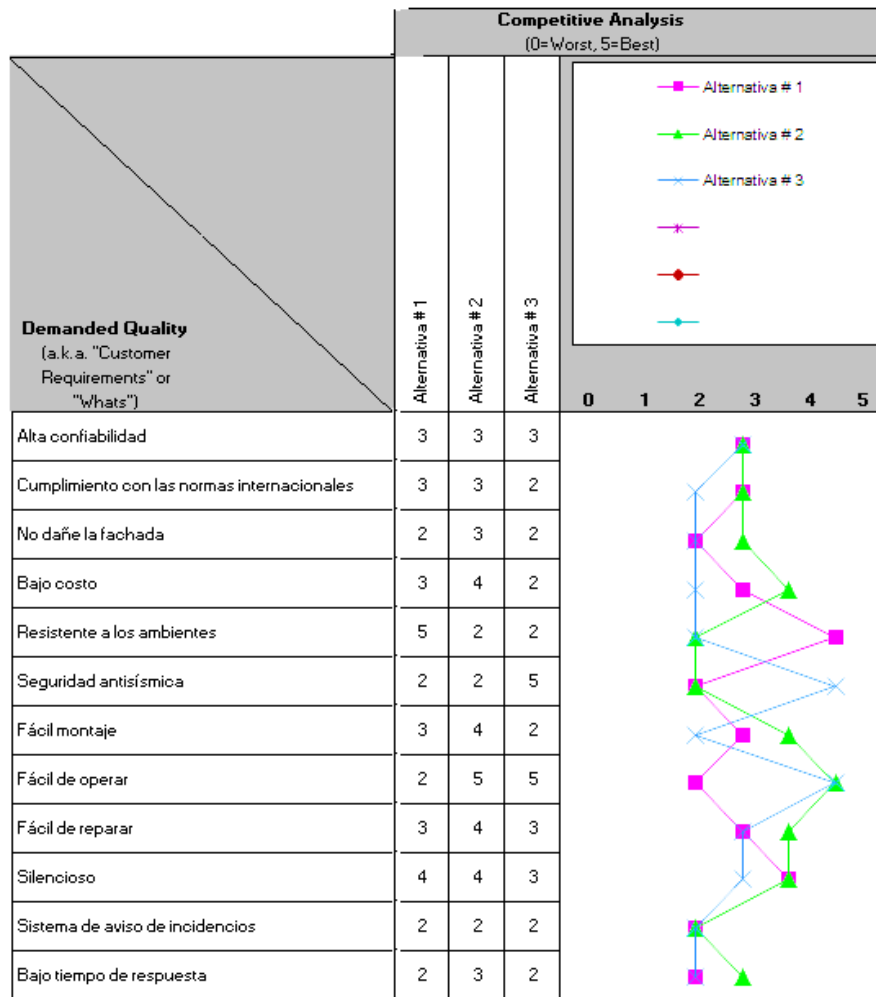 Competitive Analysis
(0=Worst, 5=Best)
Alternativa # 1
Alternativa # 2
Alternativa # 3
Demanded Quality
(a.k.a. "Customer
Requirements" or
"Whats")
Alternativa # 1
Alternativa # 2
Alternativa # 3
0 1 2 3 4 5
Alta confiabilidad 3 3 3
Cumplimiento con las normas internacionales 3 3 2
No dañe la fachada 2 3 2
Bajo costo 3 4 2
Resistente a los ambientes 5 2 2
Seguridad antisísmica 2 2 5
Fácil montaje 3 4 2
Fácil de operar 2 5 5
Fácil de reparar 3 4 3
Silencioso 4 4 3
Sistema de aviso de incidencios 2 2 2
Bajo tiempo de respuesta 2 3 2